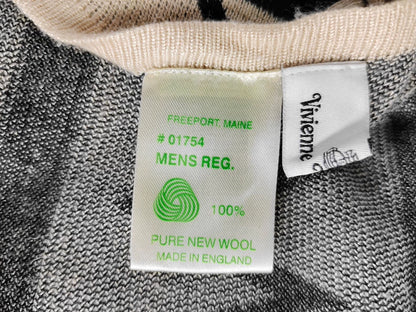 FREEPORT, MAINE
# 01754
MENS REG.
100%
PURE NEW WOOL
MADE IN ENGLAND
Vivienne